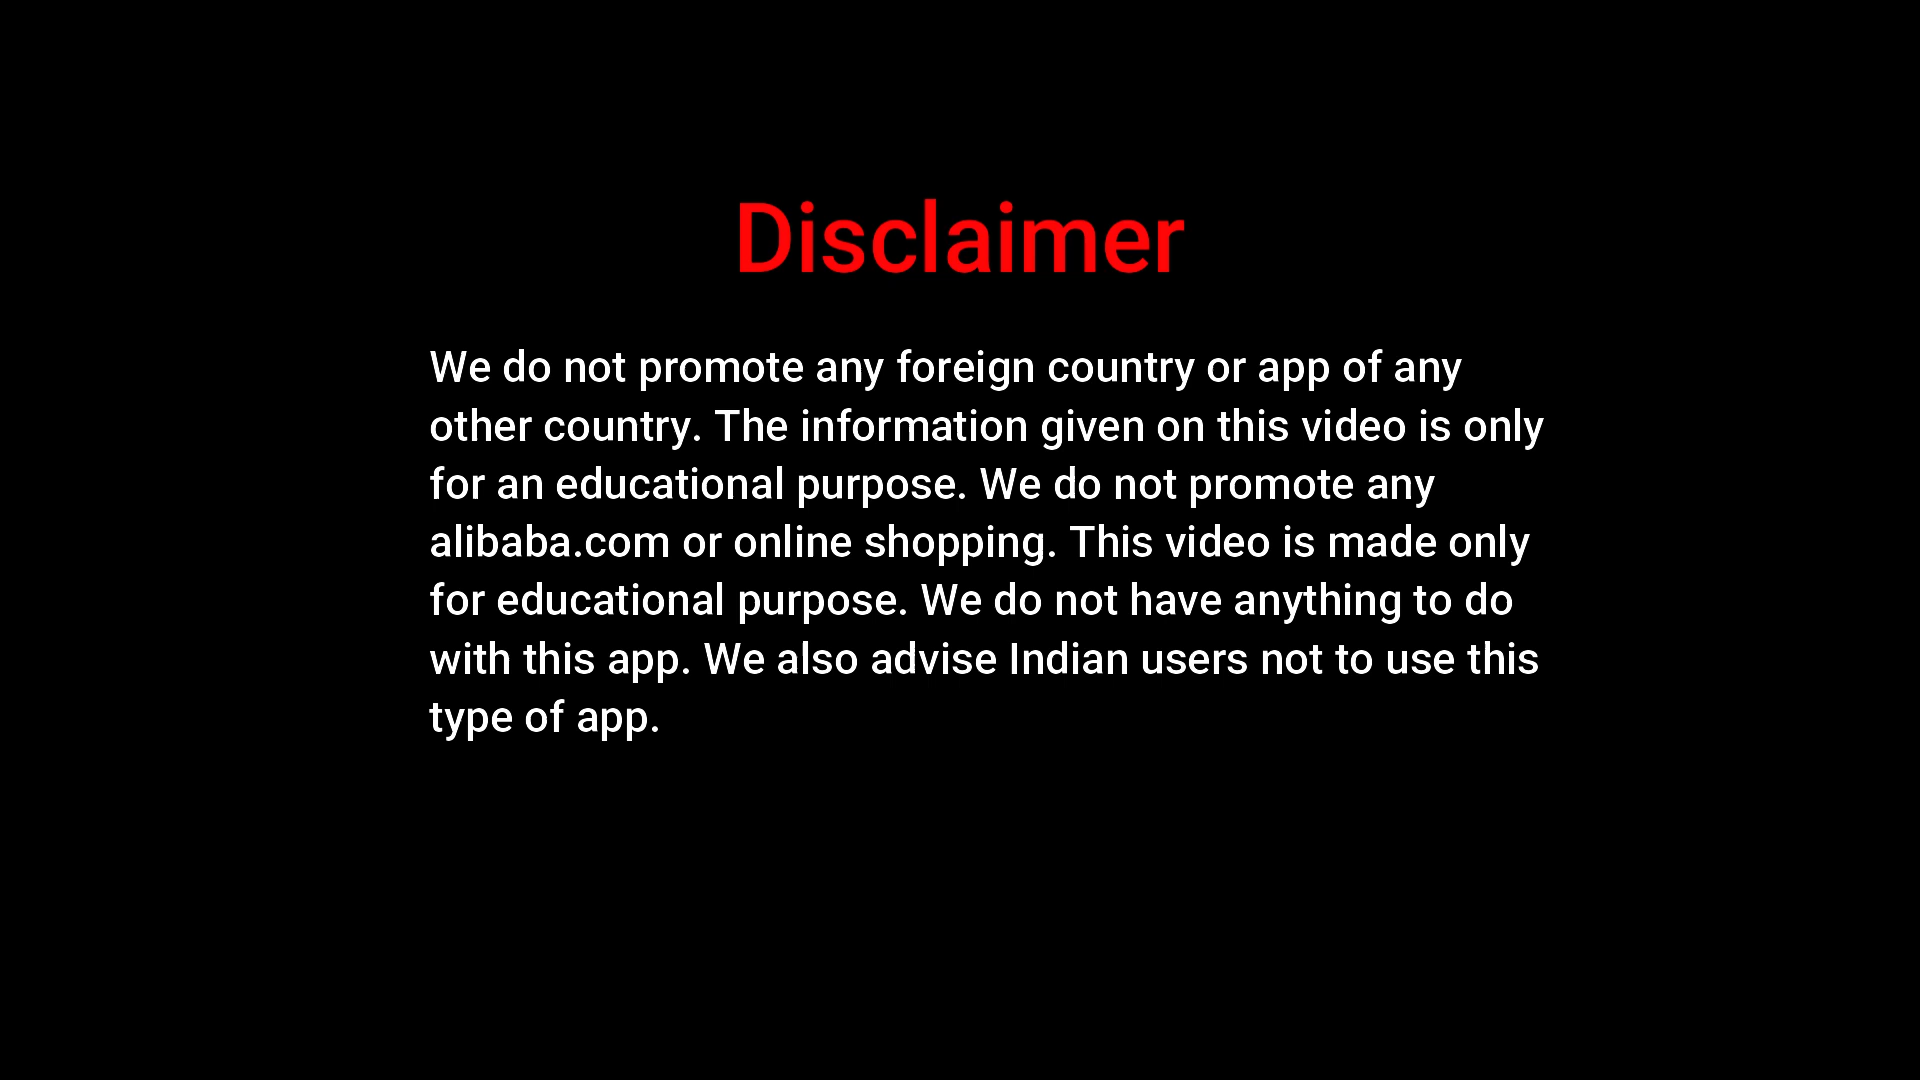 Disclaimer
We do not promote any foreign country or app of any
other country. The information given on this video is only
for an educational purpose. We do not promote any
alibaba.com or online shopping. This video is made only
for educational purpose. We do not have anything to do
with this app. We also advise Indian users not to use this
type of app.